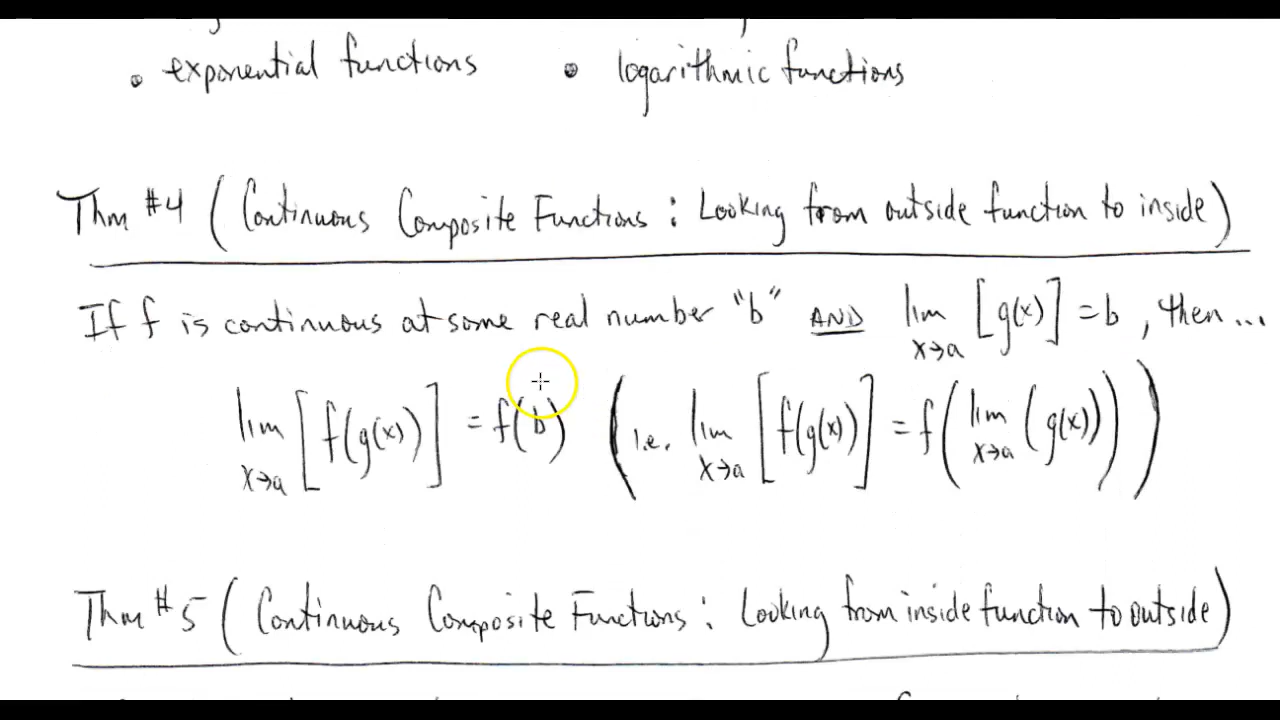 • exponential functions • logarithmic functions
Thm #4 (Continuous Composite Functions : Looking from outside function to inside)
If f is continuous at some real number "b" AND lim x→a [g(x)] = b , then...
lim x→a [f(g(x))] = f(b) (i.e. lim x→a [f(g(x))] = f(lim x→a (g(x))))
Thm #5 (Continuous Composite Functions : Looking from inside function to outside)